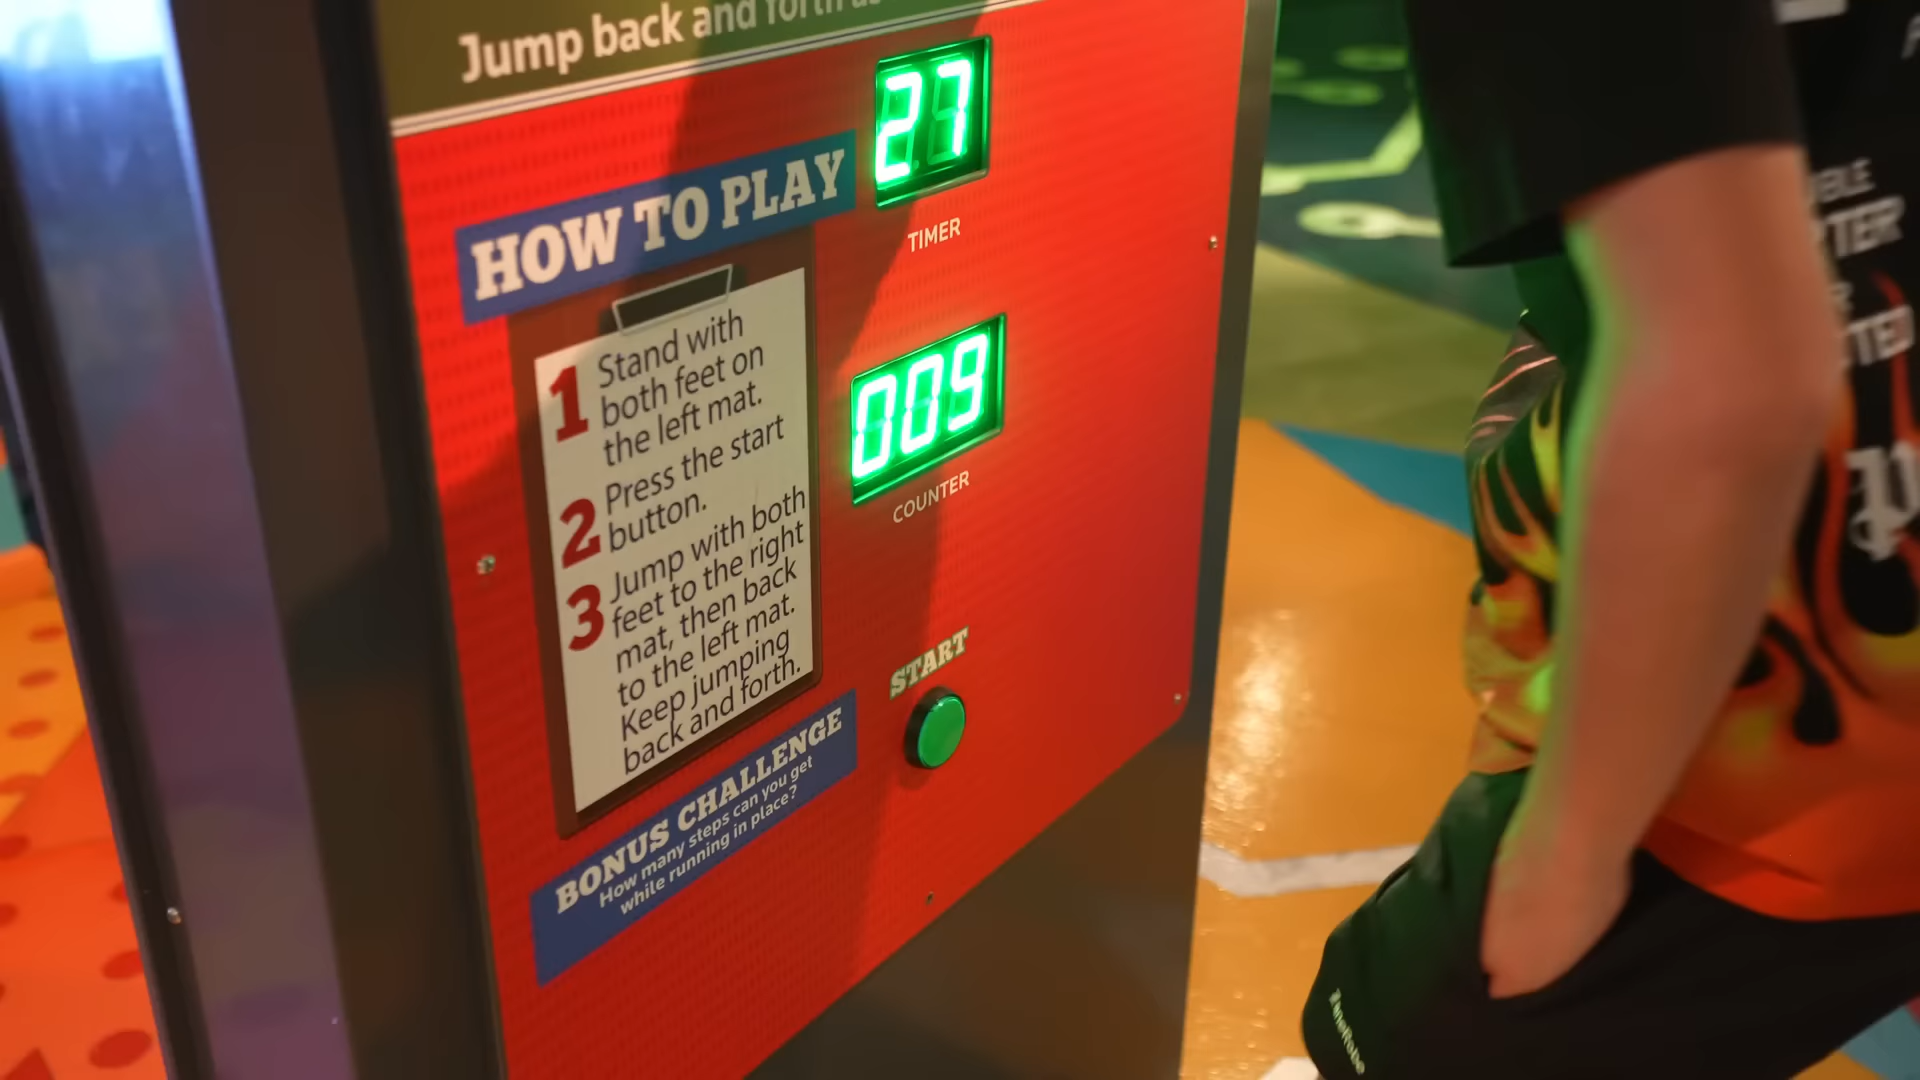 Jump back and forth as
27
TIMER
HOW TO PLAY
009
COUNTER
1 Stand with
both feet on
the left mat.
2 Press the start
button.
3 Jump with both
feet to the right
mat, then back
to the left mat.
Keep jumping
back and forth.
START
BONUS CHALLENGE
How many steps can you get
while running in place?